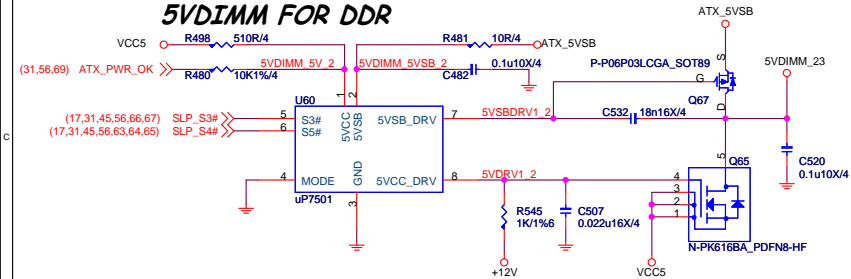 5VDIMM FOR DDR
ATX_5VSB
VCC5
R498
510R/4
R481
10R/4
ATX_5VSB
(31,56,69)
ATX_PWR_OK
R480
10K1%/4
5VDIMM_5V_2
5VDIMM_5VSB_2
C482
0.1u10X/4
P-P06P03LCGA_SOT89
5VDIMM_23
S
G
D
Q67
1
2
U60
5VCC
5VSB
(17,31,45,56,66,67)
SLP_S3#
5
S3#
5VSB_DRV
7
5VSBDRV1_2
C532
18n16X/4
(17,31,45,56,63,64,65)
SLP_S4#
6
S5#
C
C520
0.1u10X/4
5
Q65
4
MODE
GND
5VCC_DRV
8
5VDRV1_2
4
3
2
1
uP7501
3
R545
1K/1%6
C507
0.022u16X/4
N-PK616BA_PDFN8-HF
+12V
VCC5